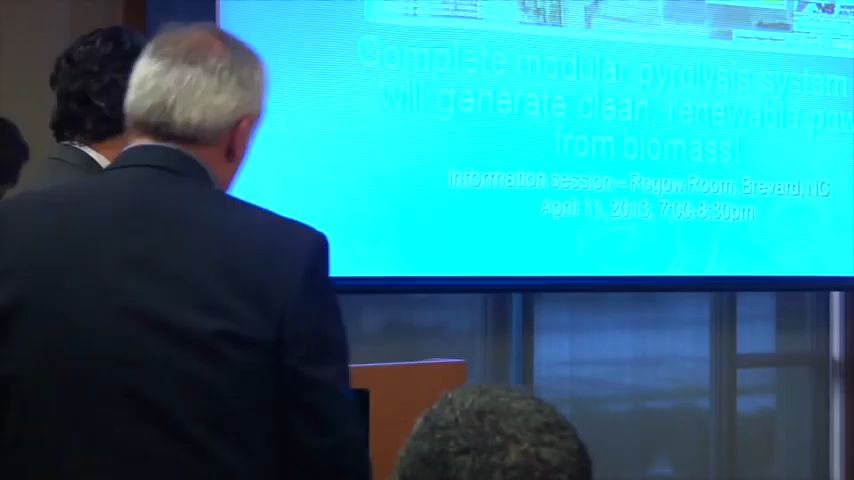 Complete modular pyrolysis system
will generate clean, renewable pow
from biomass!
Information session – Rogow Room, Brevard, NC
April 11, 2013, 7:00-8:30pm